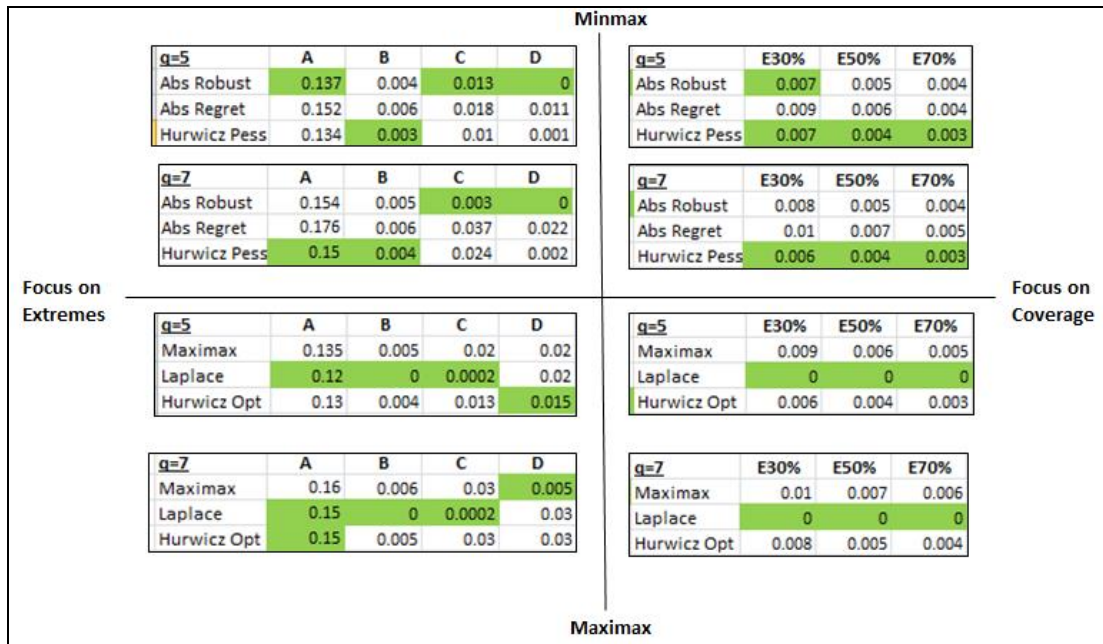 Minmax
q=5 A B C D
Abs Robust 0.137 0.004 0.013 0
Abs Regret 0.152 0.006 0.018 0.011
Hurwicz Pess 0.134 0.003 0.01 0.001
q=5 E30% E50% E70%
Abs Robust 0.007 0.005 0.004
Abs Regret 0.009 0.006 0.004
Hurwicz Pess 0.007 0.004 0.003
q=7 A B C D
Abs Robust 0.154 0.005 0.003 0
Abs Regret 0.176 0.006 0.037 0.022
Hurwicz Pess 0.15 0.004 0.024 0.002
q=7 E30% E50% E70%
Abs Robust 0.008 0.005 0.004
Abs Regret 0.01 0.007 0.005
Hurwicz Pess 0.006 0.004 0.003
Focus on
Extremes
Focus on
Coverage
q=5 A B C D
Maximax 0.135 0.005 0.02 0.02
Laplace 0.12 0 0.0002 0.02
Hurwicz Opt 0.13 0.004 0.013 0.015
q=5 E30% E50% E70%
Maximax 0.009 0.006 0.005
Laplace 0 0 0
Hurwicz Opt 0.006 0.004 0.003
q=7 A B C D
Maximax 0.16 0.006 0.03 0.005
Laplace 0.15 0 0.0002 0.03
Hurwicz Opt 0.15 0.005 0.03 0.03
q=7 E30% E50% E70%
Maximax 0.01 0.007 0.006
Laplace 0 0 0
Hurwicz Opt 0.008 0.005 0.004
Maximax